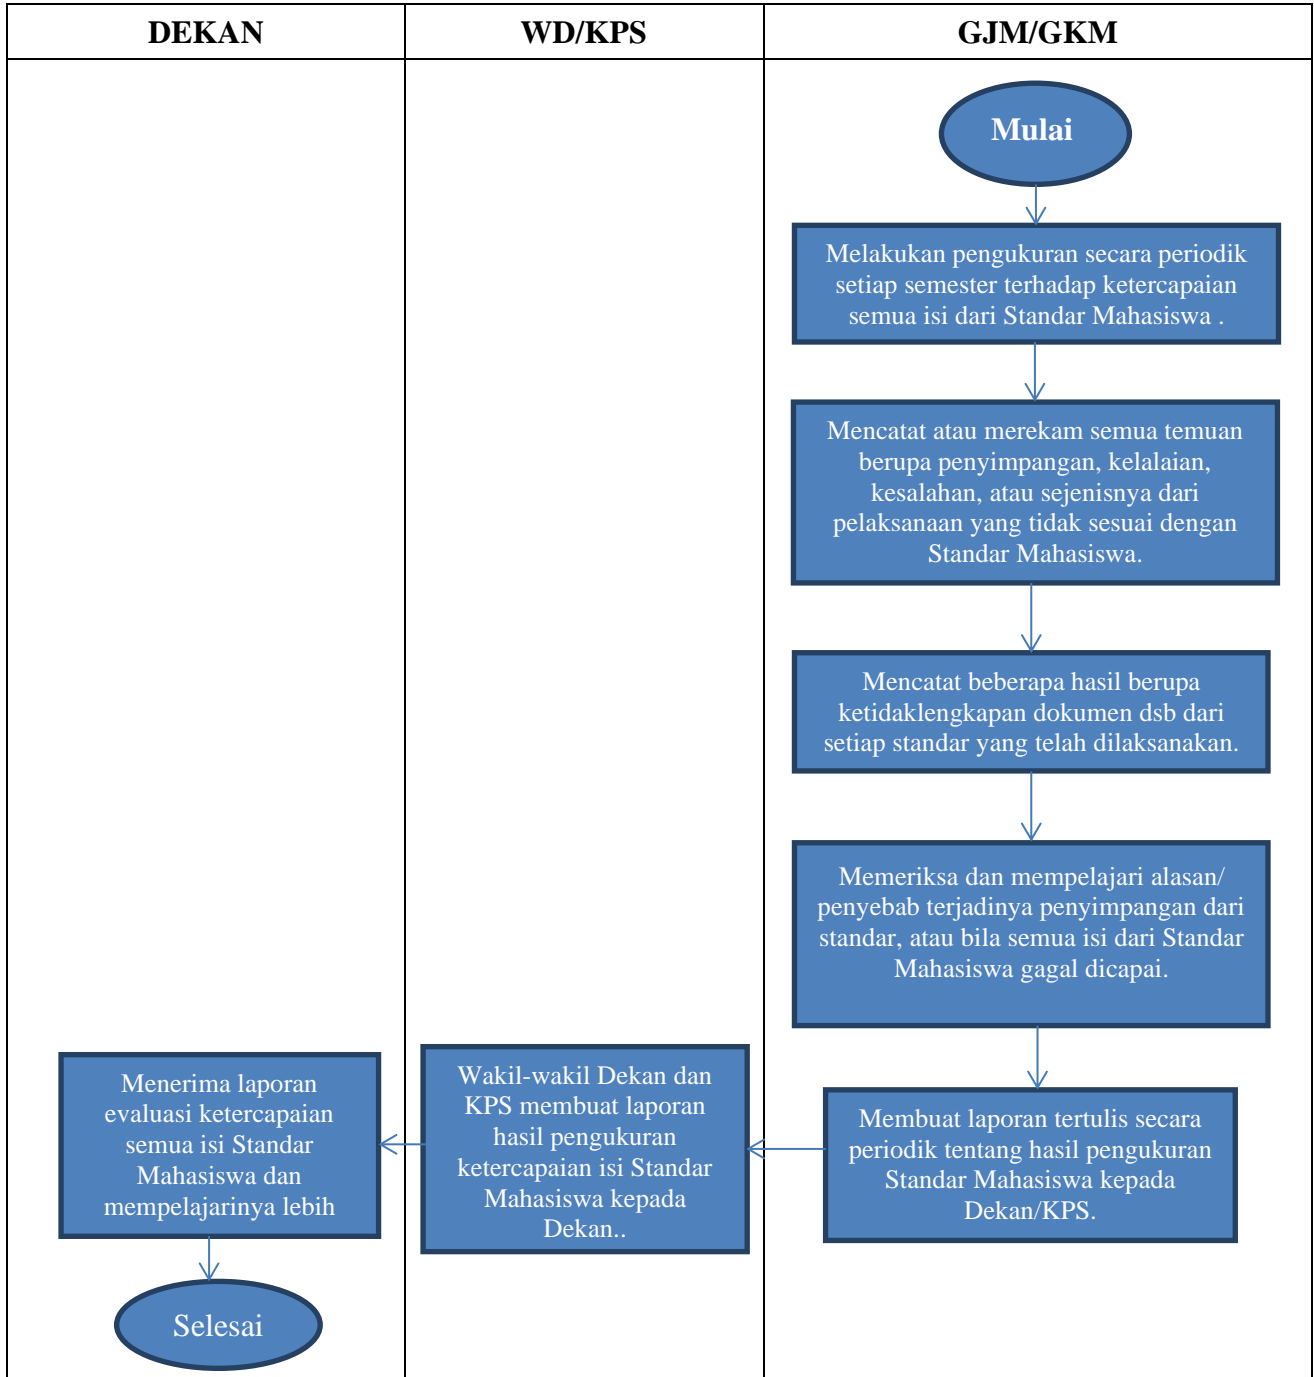 DEKAN
WD/KPS
GJM/GKM
Mulai
Melakukan pengukuran secara periodik
setiap semester terhadap ketercapaian
semua isi dari Standar Mahasiswa .
Mencatat atau merekam semua temuan
berupa penyimpangan, kelalaian,
kesalahan, atau sejenisnya dari
pelaksanaan yang tidak sesuai dengan
Standar Mahasiswa.
Mencatat beberapa hasil berupa
ketidaklengkapan dokumen dsb dari
setiap standar yang telah dilaksanakan.
Memeriksa dan mempelajari alasan/
penyebab terjadinya penyimpangan dari
standar, atau bila semua isi dari Standar
Mahasiswa gagal dicapai.
Membuat laporan tertulis secara
periodik tentang hasil pengukuran
Standar Mahasiswa kepada
Dekan/KPS.
Wakil-wakil Dekan dan
KPS membuat laporan
hasil pengukuran
ketercapaian isi Standar
Mahasiswa kepada
Dekan..
Menerima laporan
evaluasi ketercapaian
semua isi Standar
Mahasiswa dan
mempelajarinya lebih
Selesai